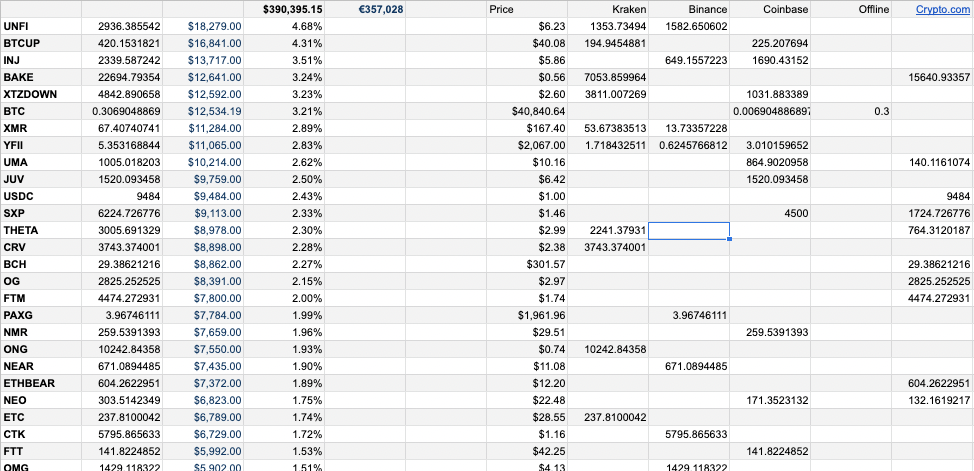 $390,395.15 €357,028 Price Kraken Binance Coinbase Offline Crypto.com
UNFI 2936.385542 $18,279.00 4.68% $6.23 1353.73494 1582.650602
BTCUP 420.1531821 $16,841.00 4.31% $40.08 194.9454881 225.207694
INJ 2339.587242 $13,717.00 3.51% $5.86 649.1557223 1690.43152
BAKE 22694.79354 $12,641.00 3.24% $0.56 7053.859964 15640.93357
XTZDOWN 4842.890658 $12,592.00 3.23% $2.60 3811.007269 1031.883389
BTC 0.3069048869 $12,534.19 3.21% $40,840.64 0.006904886897 0.3
XMR 67.40740741 $11,284.00 2.89% $167.40 53.67383513 13.73357228
YFII 5.353168844 $11,065.00 2.83% $2,067.00 1.718432511 0.6245766812 3.010159652
UMA 1005.018203 $10,214.00 2.62% $10.16 864.9020958 140.1161074
JUV 1520.093458 $9,759.00 2.50% $6.42 1520.093458
USDC 9484 $9,484.00 2.43% $1.00 9484
SXP 6224.726776 $9,113.00 2.33% $1.46 4500 1724.726776
THETA 3005.691329 $8,978.00 2.30% $2.99 2241.37931 764.3120187
CRV 3743.374001 $8,898.00 2.28% $2.38 3743.374001
BCH 29.38621216 $8,862.00 2.27% $301.57 29.38621216
OG 2825.252525 $8,391.00 2.15% $2.97 2825.252525
FTM 4474.272931 $7,800.00 2.00% $1.74 4474.272931
PAXG 3.96746111 $7,784.00 1.99% $1,961.96 3.96746111
NMR 259.5391393 $7,659.00 1.96% $29.51 259.5391393
ONG 10242.84358 $7,550.00 1.93% $0.74 10242.84358
NEAR 671.0894485 $7,435.00 1.90% $11.08 671.0894485
ETHBEAR 604.2622951 $7,372.00 1.89% $12.20 604.2622951
NEO 303.5142349 $6,823.00 1.75% $22.48 171.3523132 132.1619217
ETC 237.8100042 $6,789.00 1.74% $28.55 237.8100042
CTK 5795.865633 $6,729.00 1.72% $1.16 5795.865633
FTT 141.8224852 $5,992.00 1.53% $42.25 141.8224852
OMG 1429.118322 $5,902.00 1.51% $4.13 1429.118322